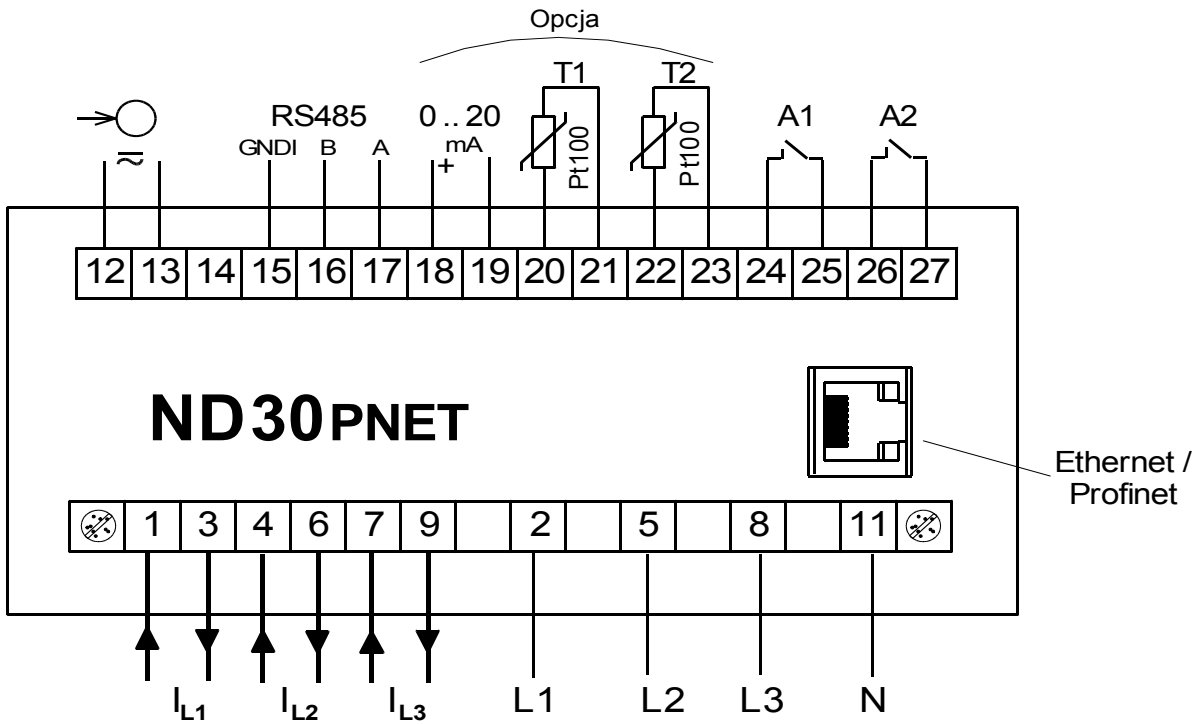 Opcja
T1 T2
RS485 0 .. 20 A1 A2
GNDI B A mA
+
Pt100 Pt100
12 13 14 15 16 17 18 19 20 21 22 23 24 25 26 27
ND30PNET
Ethernet /
Profinet
1 3 4 6 7 9 2 5 8 11
IL1 IL2 IL3 L1 L2 L3 N